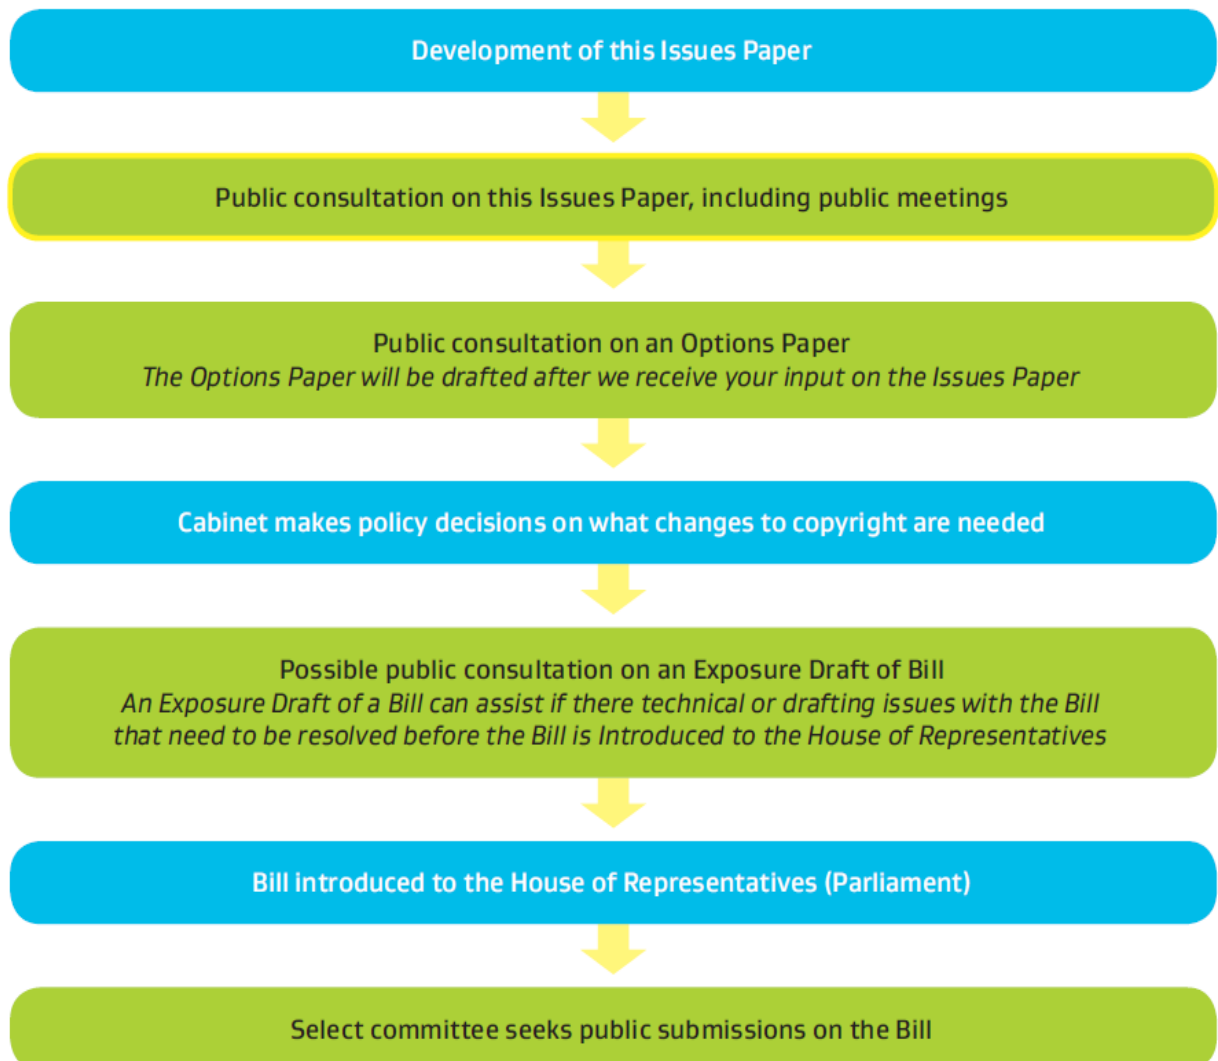 Development of this Issues Paper
Public consultation on this Issues Paper, including public meetings
Public consultation on an Options Paper
The Options Paper will be drafted after we receive your input on the Issues Paper
Cabinet makes policy decisions on what changes to copyright are needed
Possible public consultation on an Exposure Draft of Bill
An Exposure Draft of a Bill can assist if there technical or drafting issues with the Bill
that need to be resolved before the Bill is Introduced to the House of Representatives
Bill introduced to the House of Representatives (Parliament)
Select committee seeks public submissions on the Bill